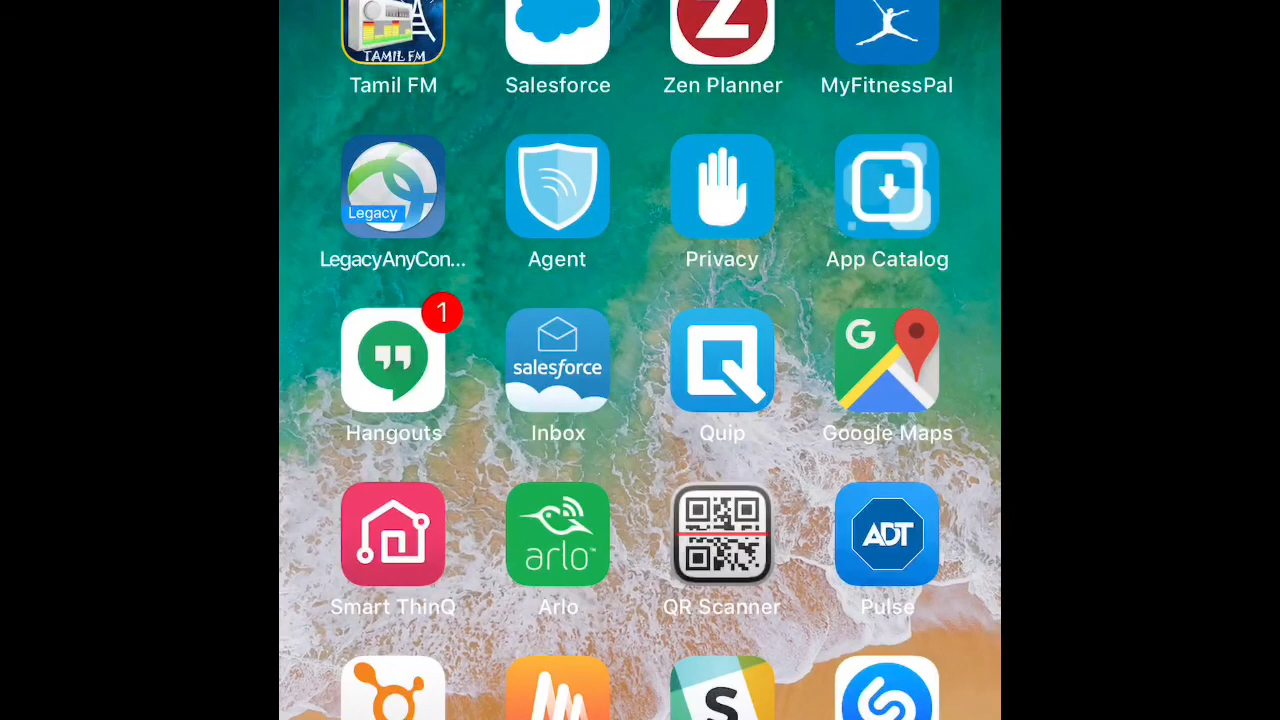 TAMIL FM
Tamil FM
Salesforce
Z
Zen Planner
MyFitnessPal
Legacy
LegacyAnyCon...
Agent
Privacy
App Catalog
1
Hangouts
salesforce
Inbox
Quip
G
Google Maps
Smart ThinQ
arlo™
Arlo
QR Scanner
ADT
Pulse
S